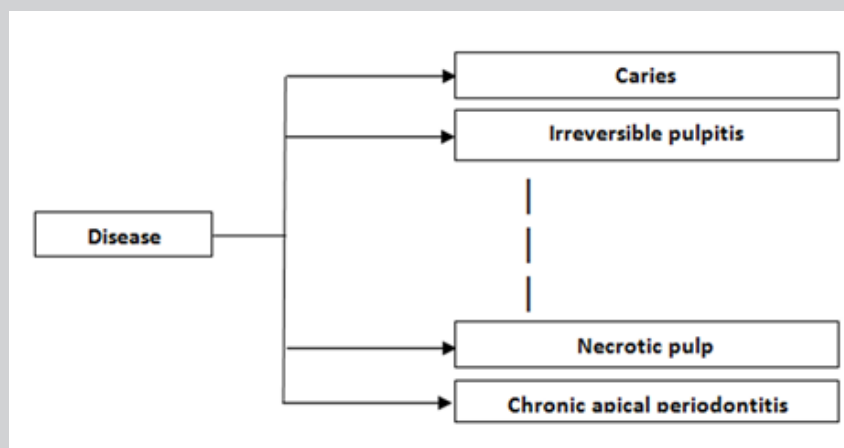 Caries
Irreversible pulpitis
Disease
Necrotic pulp
Chronic apical periodontitis